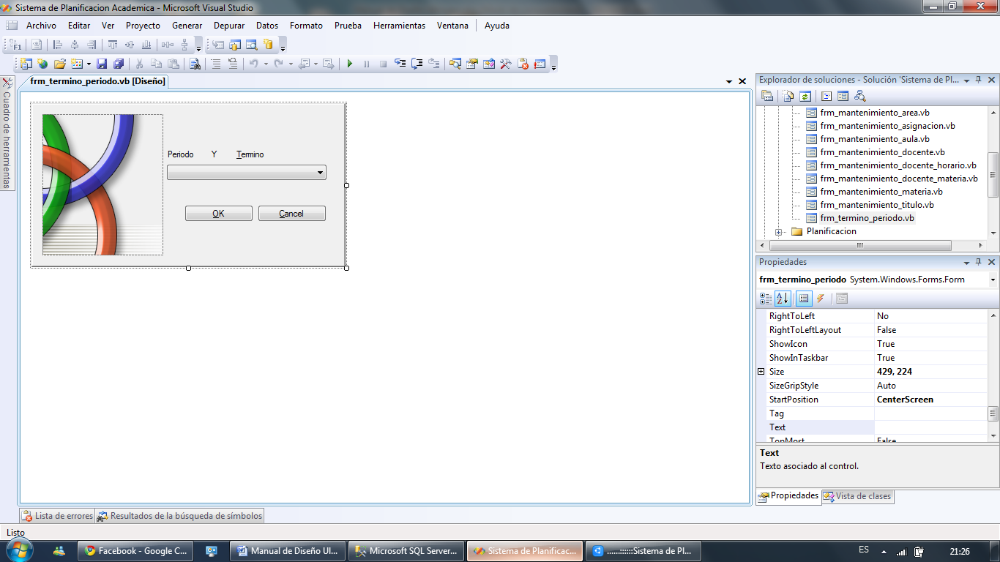 Sistema de Planificacion Academica - Microsoft Visual Studio
Archivo Editar Ver Proyecto Generar Depurar Datos Formato Prueba Herramientas Ventana Ayuda
F1
frm_termino_periodo.vb [Diseño]
Cuadro de herramientas
Periodo Y Termino
OK Cancel
Explorador de soluciones - Solución 'Sistema de Pl...
frm_mantenimiento_area.vb
frm_mantenimiento_asignacion.vb
frm_mantenimiento_aula.vb
frm_mantenimiento_docente.vb
frm_mantenimiento_docente_horario.vb
frm_mantenimiento_docente_materia.vb
frm_mantenimiento_materia.vb
frm_mantenimiento_titulo.vb
frm_termino_periodo.vb
Planificacion
Propiedades
frm_termino_periodo System.Windows.Forms.Form
RightToLeft No
RightToLeftLayout False
ShowIcon True
ShowInTaskbar True
Size 429, 224
SizeGripStyle Auto
StartPosition CenterScreen
Tag
Text
TopMost False
Text
Texto asociado al control.
Propiedades Vista de clases
Lista de errores Resultados de la búsqueda de símbolos
Listo
Facebook - Google C... Manual de Diseño UI... Microsoft SQL Server... Sistema de Planificac... ......::::::Sistema de Pl... ES 21:26